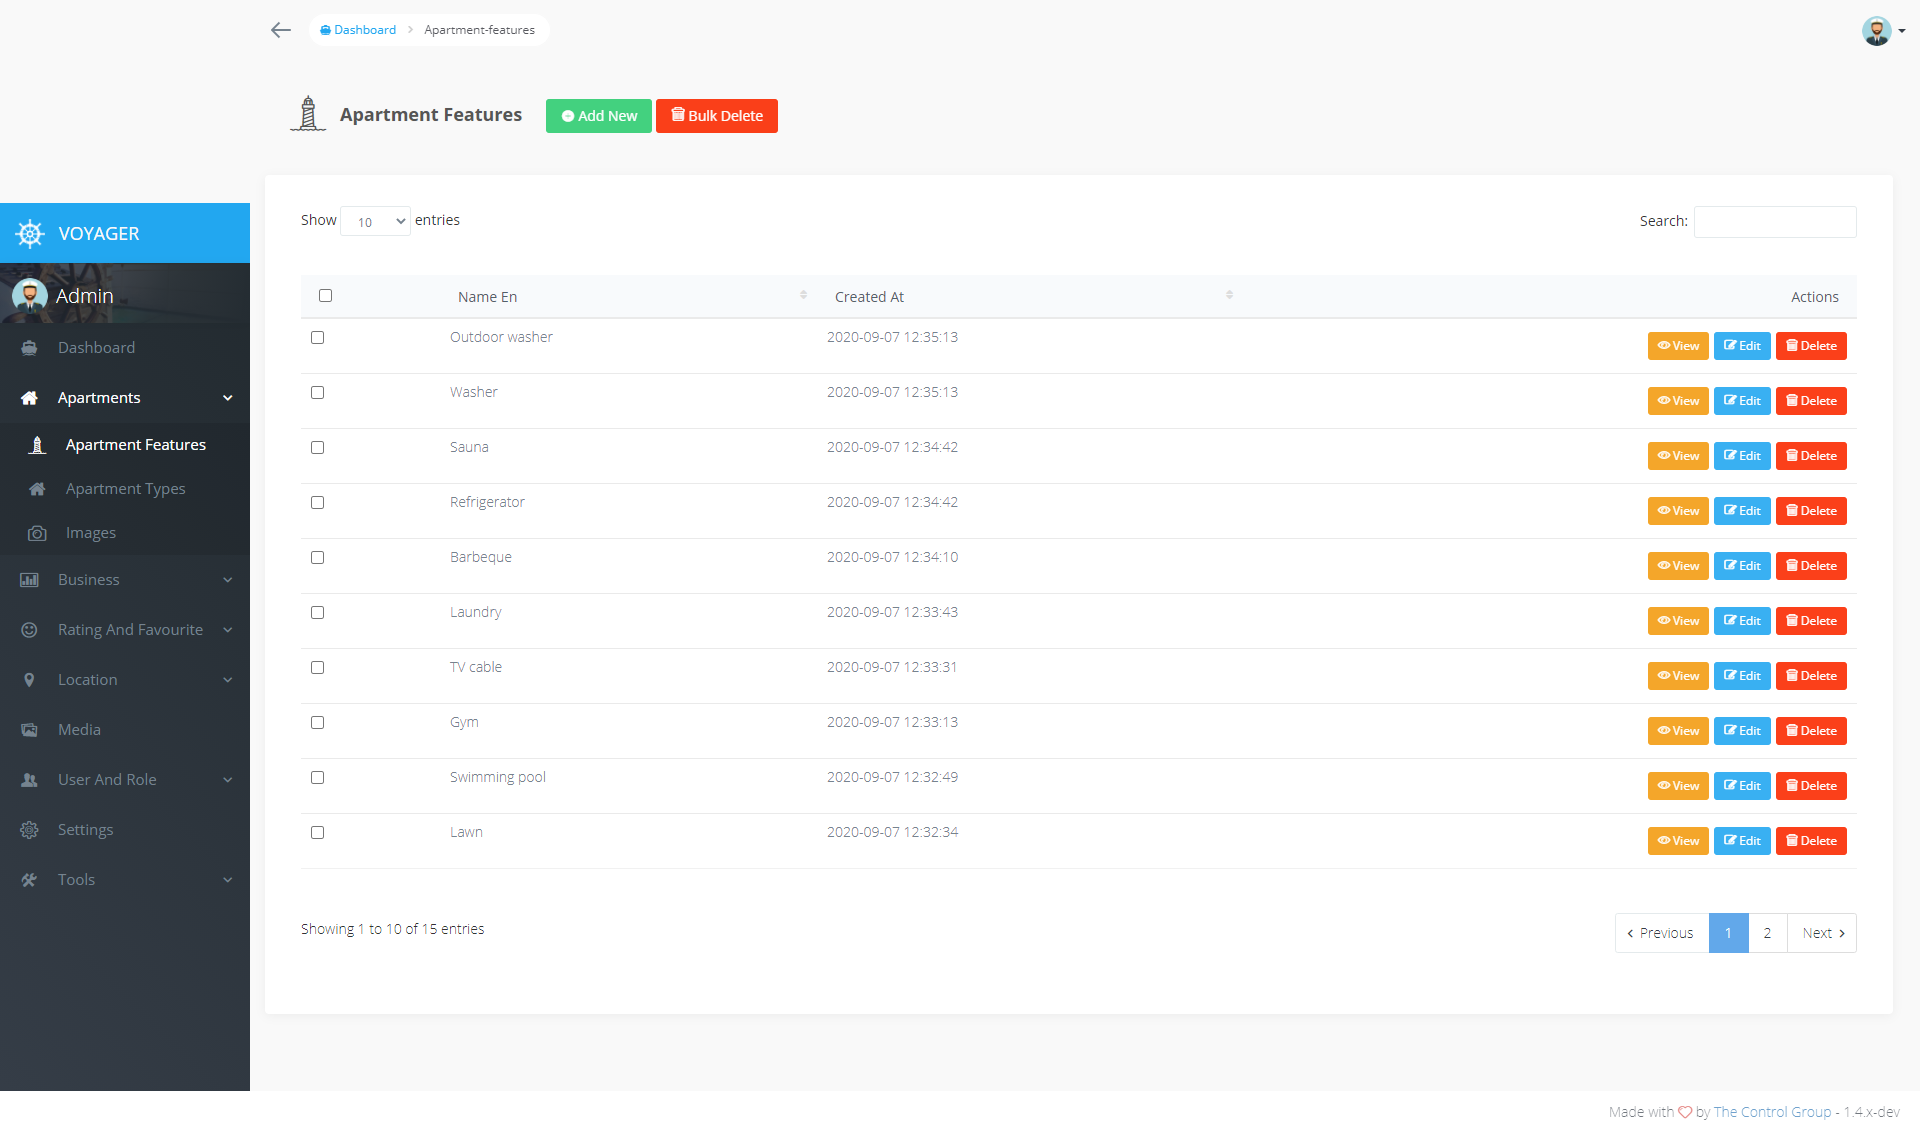 Dashboard > Apartment-features
Apartment Features
Add New
Bulk Delete
VOYAGER
Admin
Dashboard
Apartments
Apartment Features
Apartment Types
Images
Business
Rating And Favourite
Location
Media
User And Role
Settings
Tools
Show 10 entries
Search:
Name En Created At Actions
Outdoor washer 2020-09-07 12:35:13 View Edit Delete
Washer 2020-09-07 12:35:13 View Edit Delete
Sauna 2020-09-07 12:34:42 View Edit Delete
Refrigerator 2020-09-07 12:34:42 View Edit Delete
Barbeque 2020-09-07 12:34:10 View Edit Delete
Laundry 2020-09-07 12:33:43 View Edit Delete
TV cable 2020-09-07 12:33:31 View Edit Delete
Gym 2020-09-07 12:33:13 View Edit Delete
Swimming pool 2020-09-07 12:32:49 View Edit Delete
Lawn 2020-09-07 12:32:34 View Edit Delete
Showing 1 to 10 of 15 entries
‹ Previous 1 2 Next ›
Made with ♡ by The Control Group - 1.4.x-dev